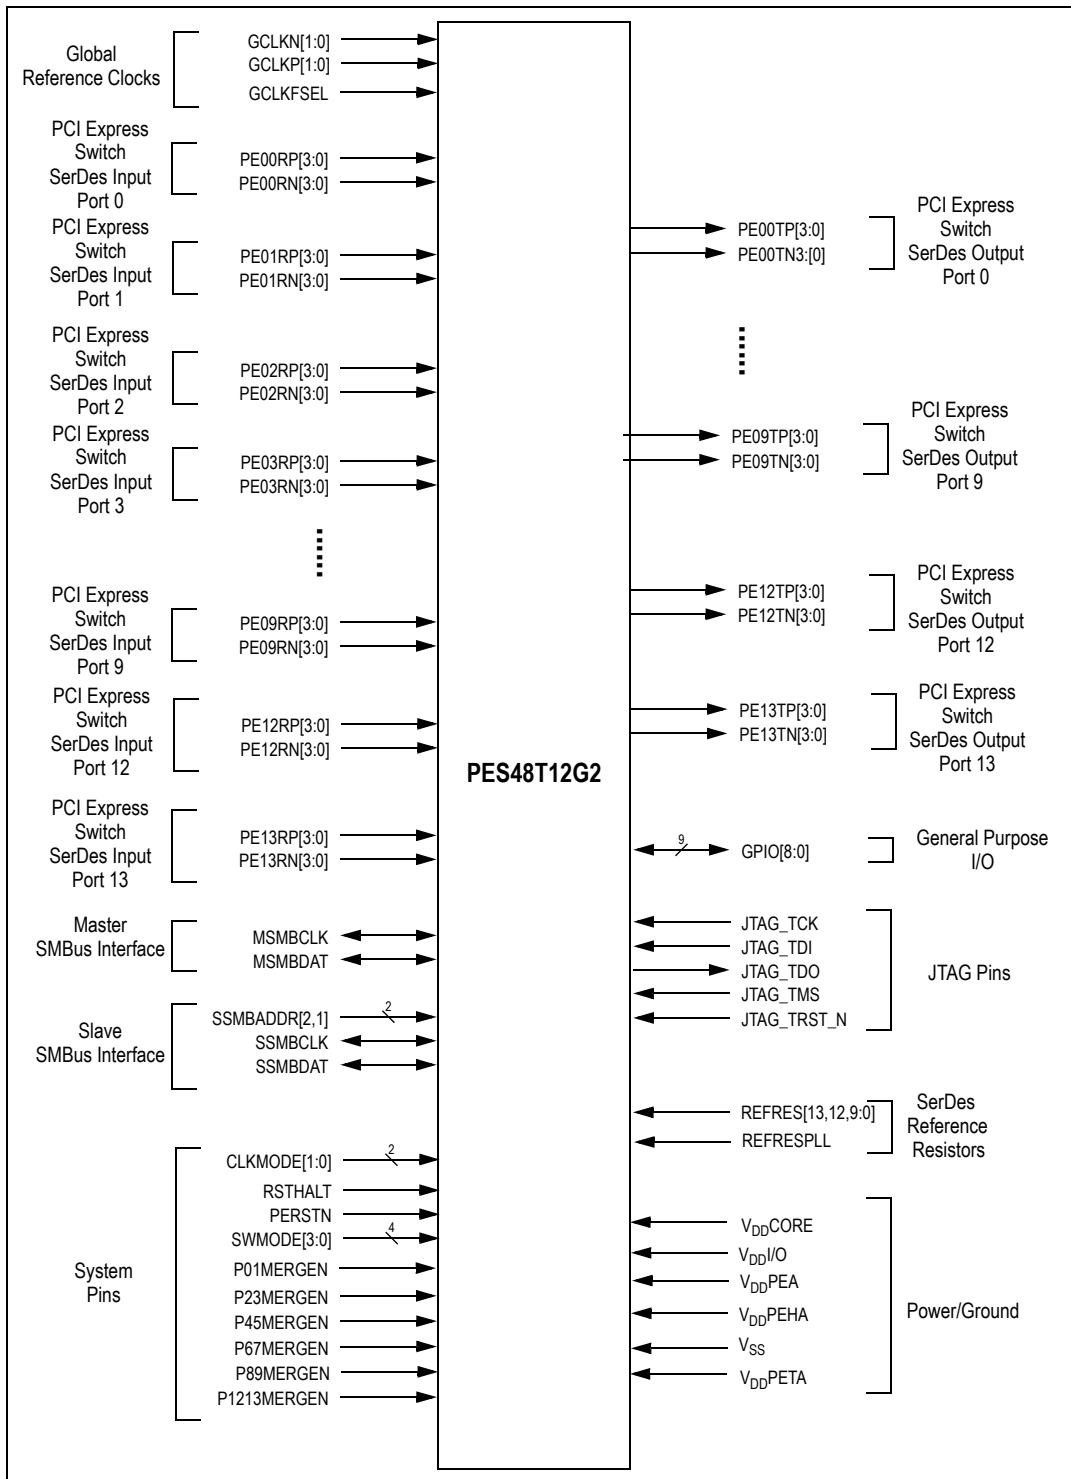 Global
Reference Clocks
GCLKN[1:0]
GCLKP[1:0]
GCLKFSEL
PCI Express
Switch
SerDes Input
Port 0
PE00RP[3:0]
PE00RN[3:0]
PCI Express
Switch
SerDes Input
Port 1
PE01RP[3:0]
PE01RN[3:0]
PCI Express
Switch
SerDes Input
Port 2
PE02RP[3:0]
PE02RN[3:0]
PCI Express
Switch
SerDes Input
Port 3
PE03RP[3:0]
PE03RN[3:0]
PCI Express
Switch
SerDes Input
Port 9
PE09RP[3:0]
PE09RN[3:0]
PCI Express
Switch
SerDes Input
Port 12
PE12RP[3:0]
PE12RN[3:0]
PCI Express
Switch
SerDes Input
Port 13
PE13RP[3:0]
PE13RN[3:0]
Master
SMBus Interface
MSMBCLK
MSMBDAT
Slave
SMBus Interface
SSMBADDR[2,1]
2
SSMBCLK
SSMBDAT
System
Pins
CLKMODE[1:0]
2
RSTHALT
PERSTN
SWMODE[3:0]
4
P01MERGEN
P23MERGEN
P45MERGEN
P67MERGEN
P89MERGEN
P1213MERGEN
PES48T12G2
PE00TP[3:0]
PE00TN3:[0]
PCI Express
Switch
SerDes Output
Port 0
PE09TP[3:0]
PE09TN[3:0]
PCI Express
Switch
SerDes Output
Port 9
PE12TP[3:0]
PE12TN[3:0]
PCI Express
Switch
SerDes Output
Port 12
PE13TP[3:0]
PE13TN[3:0]
PCI Express
Switch
SerDes Output
Port 13
9
GPIO[8:0]
General Purpose
I/O
JTAG_TCK
JTAG_TDI
JTAG_TDO
JTAG_TMS
JTAG_TRST_N
JTAG Pins
REFRES[13,12,9:0]
REFRESPLL
SerDes
Reference
Resistors
VDDCORE
VDDI/O
VDDPEA
VDDPEHA
VSS
VDDPETA
Power/Ground